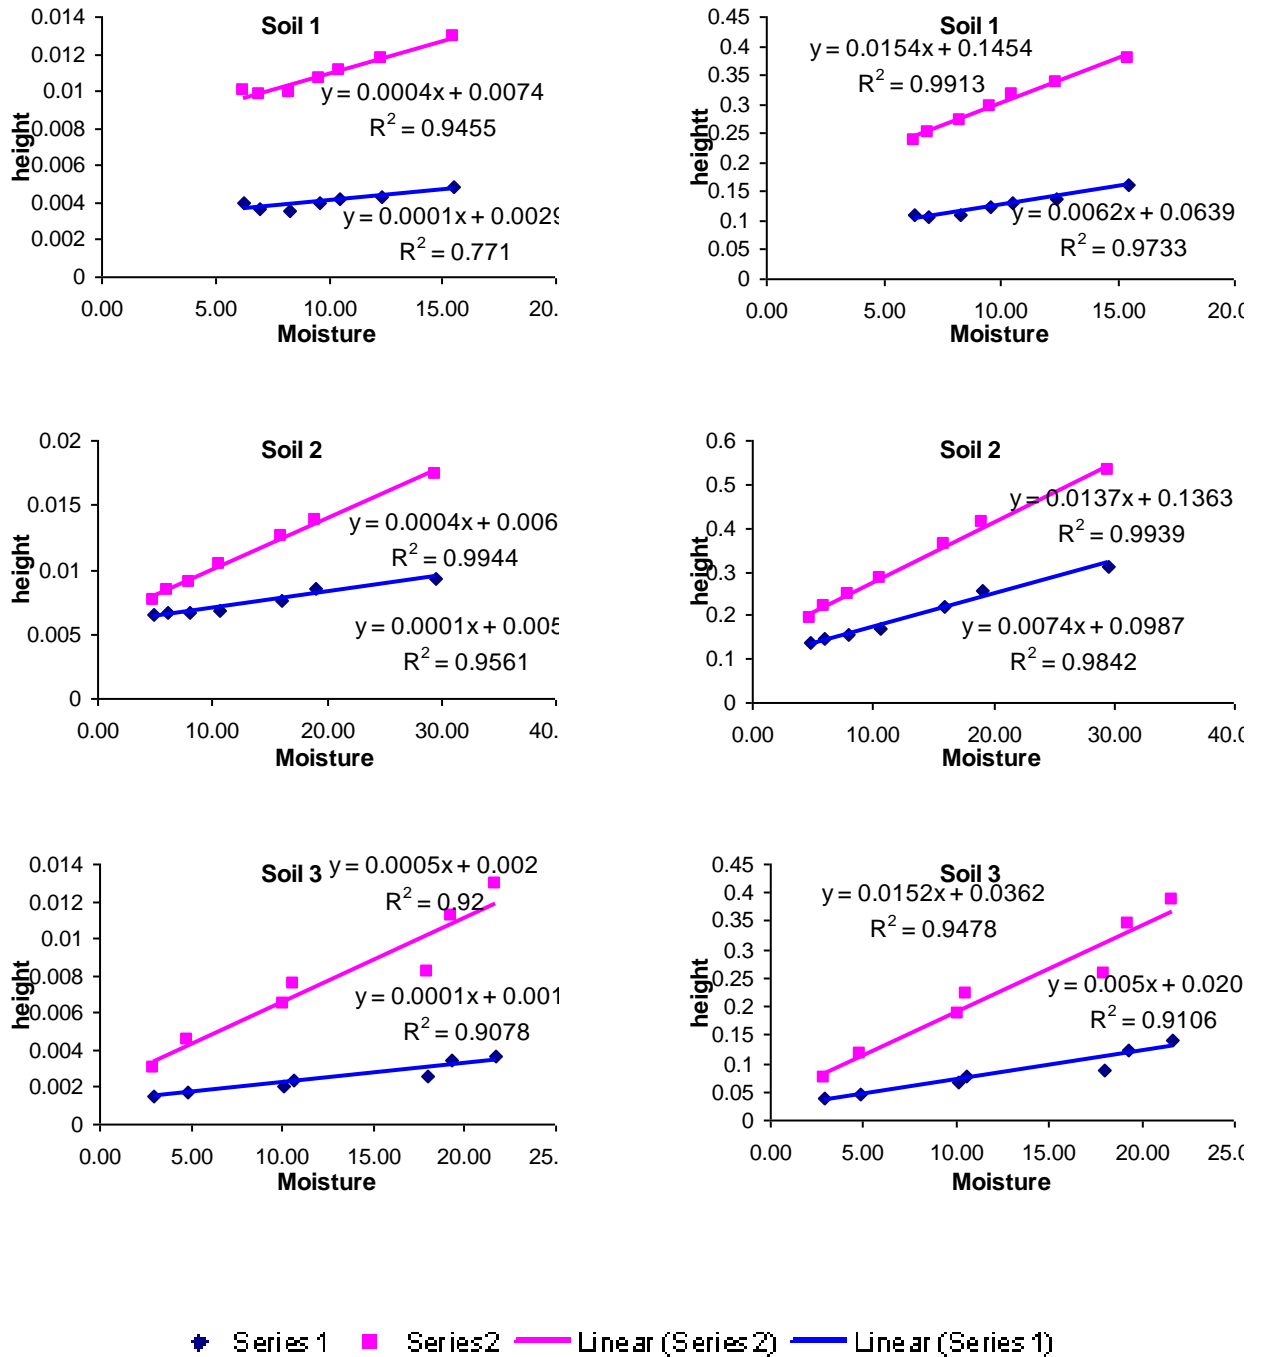 Soil 1
0.014
0.012
0.01
0.008
0.006
0.004
0.002
0
height
y = 0.0004x + 0.0074
R2 = 0.9455
y = 0.0001x + 0.0029
R2 = 0.771
0.00 5.00 10.00 15.00 20.
Moisture
Soil 1
0.45
0.4
0.35
0.3
0.25
0.2
0.15
0.1
0.05
0
heightt
y = 0.0154x + 0.1454
R2 = 0.9913
y = 0.0062x + 0.0639
R2 = 0.9733
0.00 5.00 10.00 15.00 20.0
Moisture
Soil 2
0.02
0.015
0.01
0.005
0
height
y = 0.0004x + 0.006
R2 = 0.9944
y = 0.0001x + 0.005
R2 = 0.9561
0.00 10.00 20.00 30.00 40.
Moisture
Soil 2
0.6
0.5
0.4
0.3
0.2
0.1
0
height
y = 0.0137x + 0.1363
R2 = 0.9939
y = 0.0074x + 0.0987
R2 = 0.9842
0.00 10.00 20.00 30.00 40.0
Moisture
Soil 3
0.014
0.012
0.01
0.008
0.006
0.004
0.002
0
height
y = 0.0005x + 0.002
R2 = 0.92
y = 0.0001x + 0.001
R2 = 0.9078
0.00 5.00 10.00 15.00 20.00 25.
Moisture
Soil 3
0.45
0.4
0.35
0.3
0.25
0.2
0.15
0.1
0.05
0
height
y = 0.0152x + 0.0362
R2 = 0.9478
y = 0.005x + 0.020
R2 = 0.9106
0.00 5.00 10.00 15.00 20.00 25.0
Moisture
Series1 Series2 Linear (Series2) Linear (Series1)